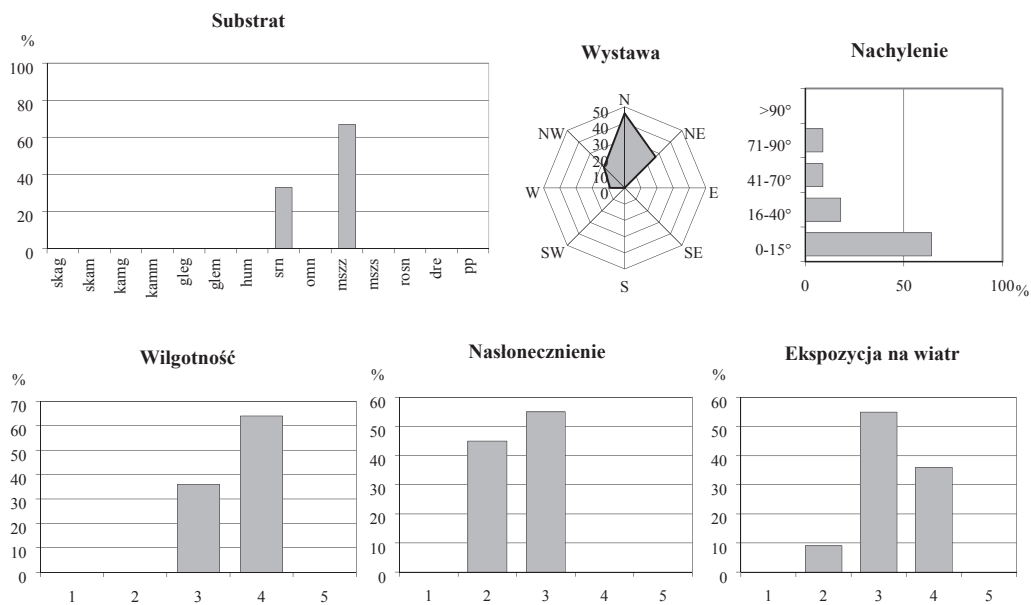 Substrat
%
100
80
60
40
20
0
skag
skam
kamg
kamm
gleg
glem
hum
srn
omn
mszz
mszs
rosn
dre
pp
Wystawa
N
NE
E
SE
S
SW
W
NW
50
40
30
20
10
0
Nachylenie
>90°
71-90°
41-70°
16-40°
0-15°
0 50 100 %
Wilgotność
%
70
60
50
40
30
20
10
0
1 2 3 4 5
Nasłonecznienie
%
60
50
40
30
20
10
0
1 2 3 4 5
Ekspozycja na wiatr
%
60
50
40
30
20
10
0
1 2 3 4 5